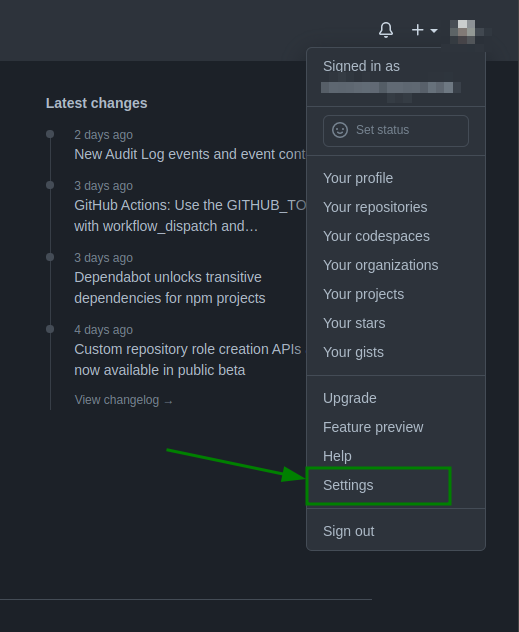 Signed in as
Set status
Latest changes
2 days ago
New Audit Log events and event cont
3 days ago
GitHub Actions: Use the GITHUB_TO
with workflow_dispatch and…
3 days ago
Dependabot unlocks transitive
dependencies for npm projects
4 days ago
Custom repository role creation APIs
now available in public beta
View changelog →
Your profile
Your repositories
Your codespaces
Your organizations
Your projects
Your stars
Your gists
Upgrade
Feature preview
Help
Settings
Sign out